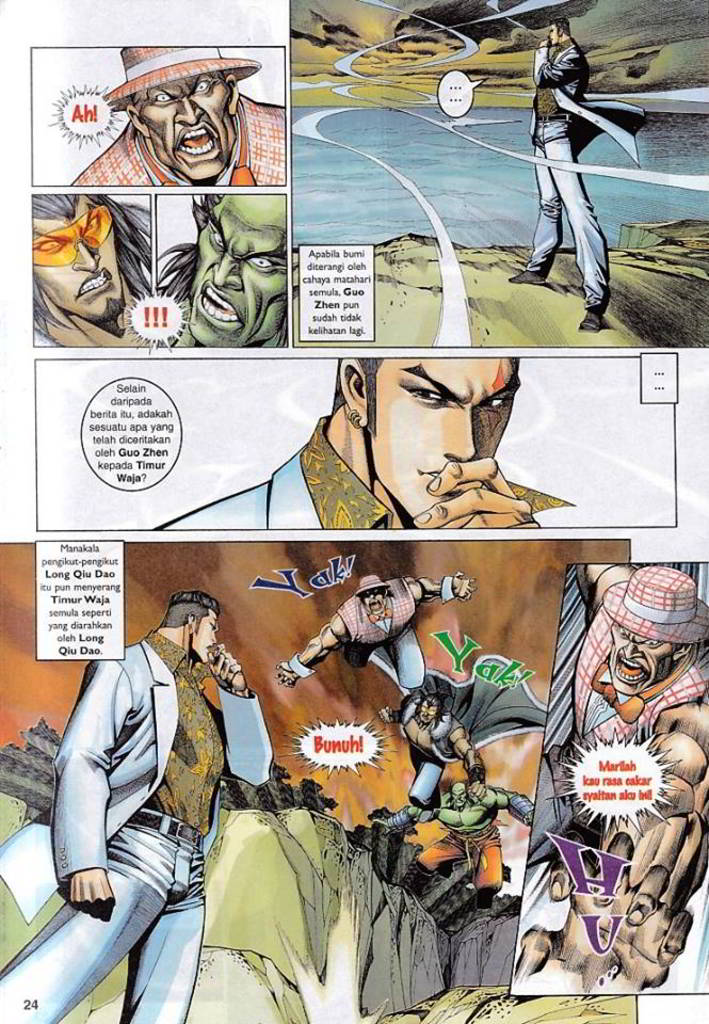 Ah!
...
...
!!!
Apabila bumi
diterangi oleh
cahaya matahari
semula, Guo
Zhen pun
sudah tidak
kelihatan lagi.
Selain
daripada
berita itu, adakah
sesuatu apa yang
telah diceritakan
oleh Guo Zhen
kepada Timur
Waja?
...
...
Manakala
pengikut-pengikut
Long Qiu Dao
itu pun menyerang
Timur Waja
semula seperti
yang diarahkan
oleh Long
Qiu Dao.
Yak!
Yak!
Bunuh!
Marilah
kau rasa cakar
syaitan aku ini!
HU...
24